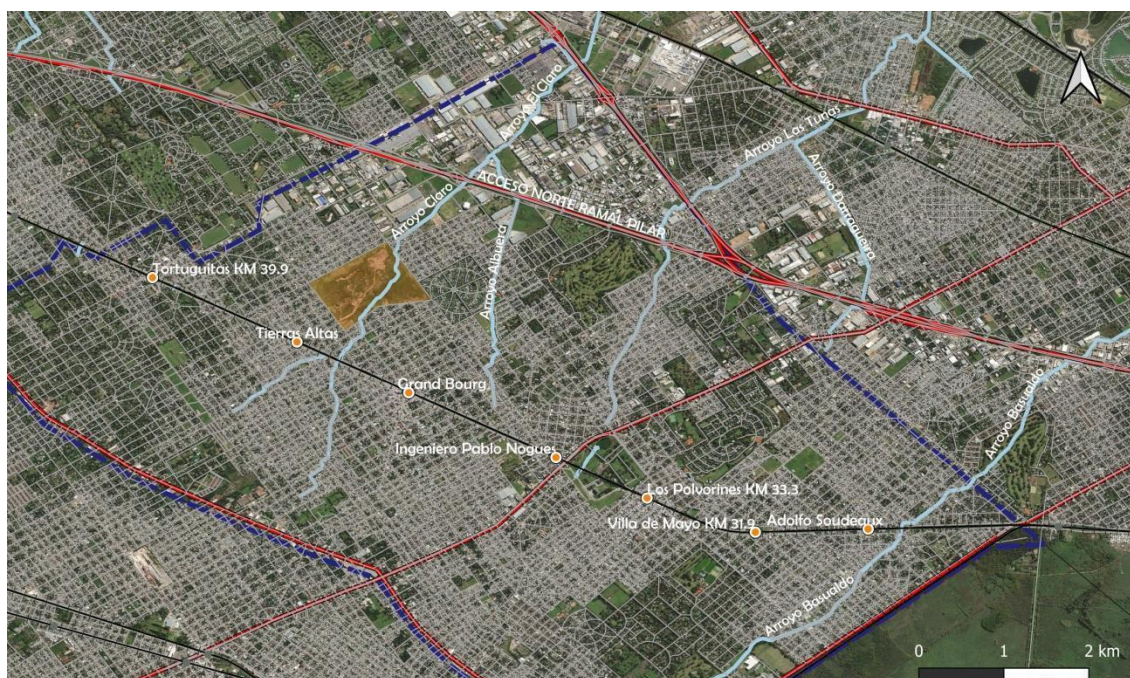 Arroyo Claro
Arroyo Las Tunas
Arroyo Darragueira
ACCESO NORTE RAMAL PILAR
Arroyo Claro
Arroyo Albuera
Tortuguitas KM 39.9
Tierras Altas
Grand Bourg
Arroyo Basualdo
Ingeniero Pablo Nogues
Los Polvorines KM 33.3
Villa de Mayo KM 31.9
Adolfo Soudeaux
Arroyo Basualdo
0 1 2 km